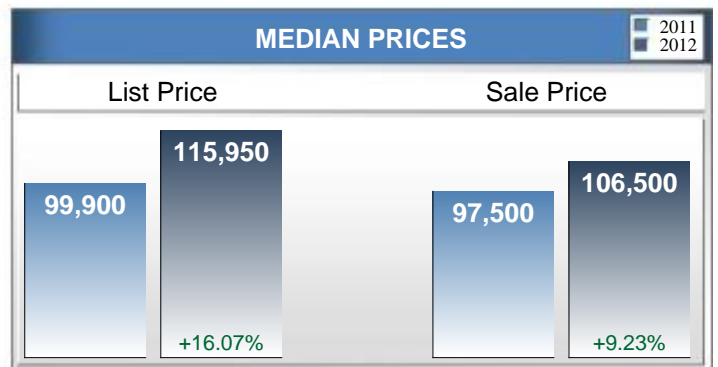 MEDIAN PRICES
2011
2012
List Price
Sale Price
99,900
115,950
+16.07%
97,500
106,500
+9.23%